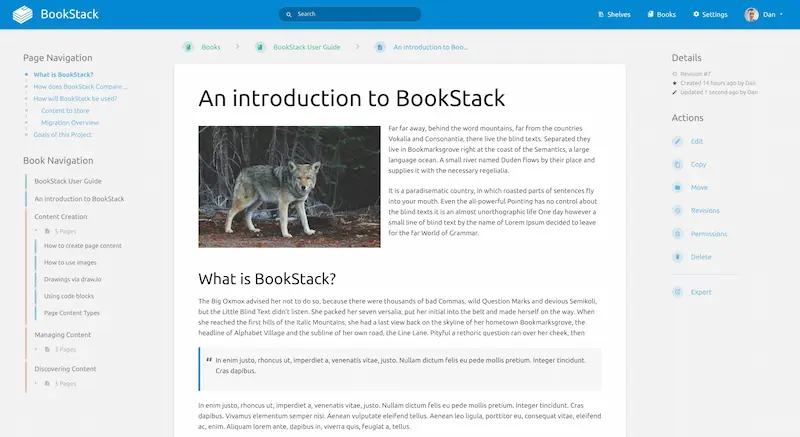 BookStack
Search
Shelves
Books
Settings
Dan
Page Navigation
What is BookStack?
How does BookStack Compare ...
How will BookStack be used?
Content to store
Migration Overview
Goals of this Project
Book Navigation
BookStack User Guide
An Introduction to BookStack
Content Creation
5 Pages
How to create page content
How to use images
Drawings via draw.io
Using code blocks
Page Content Types
Managing Content
3 Pages
Discovering Content
3 Pages
Books
BookStack User Guide
An introduction to Boo...
An introduction to BookStack
Far far away, behind the word mountains, far from the countries
Vokalia and Consonantia, there live the blind texts. Separated they
live in Bookmarksgrove right at the coast of the Semantics, a large
language ocean. A small river named Duden flows by their place and
supplies it with the necessary regelialia.
It is a paradisematic country, in which roasted parts of sentences fly
into your mouth. Even the all-powerful Pointing has no control about
the blind texts it is an almost unorthographic life One day however a
small line of blind text by the name of Lorem Ipsum decided to leave
for the far World of Grammar.
What is BookStack?
The Big Oxmox advised her not to do so, because there were thousands of bad Commas, wild Question Marks and devious Semikoli,
but the Little Blind Text didn't listen. She packed her seven versalia, put her initial into the belt and made herself on the way. When
she reached the first hills of the Italic Mountains, she had a last view back on the skyline of her hometown Bookmarksgrove, the
headline of Alphabet Village and the subline of her own road, the Line Lane. Pityful a rethoric question ran over her cheek, then
In enim justo, rhoncus ut, imperdiet a, venenatis vitae, justo. Nullam dictum felis eu pede mollis pretium. Integer tincidunt.
Cras dapibus.
In enim justo, rhoncus ut, imperdiet a, venenatis vitae, justo. Nullam dictum felis eu pede mollis pretium. Integer tincidunt. Cras
dapibus. Vivamus elementum semper nisi. Aenean vulputate eleifend tellus. Aenean leo ligula, porttitor eu, consequat vitae, eleifend
ac, enim. Aliquam lorem ante, dapibus in, viverra quis, feugiat a, tellus.
Details
Revision #7
Created 14 hours ago by Dan
Updated 1 second ago by Dan
Actions
Edit
Copy
Move
Revisions
Permissions
Delete
Export